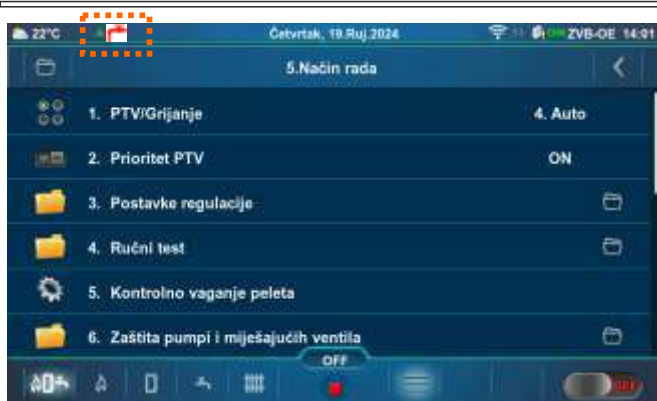 22°C Četvrtak, 19.Ruj.2024 ZVB-OE 14:01
5.Način rada
1. PTV/Grijanje 4. Auto
2. Prioritet PTV ON
3. Postavke regulacije
4. Ručni test
5. Kontrolno vaganje peleta
6. Zaštita pumpi i miješajućih ventila
OFF
OFF